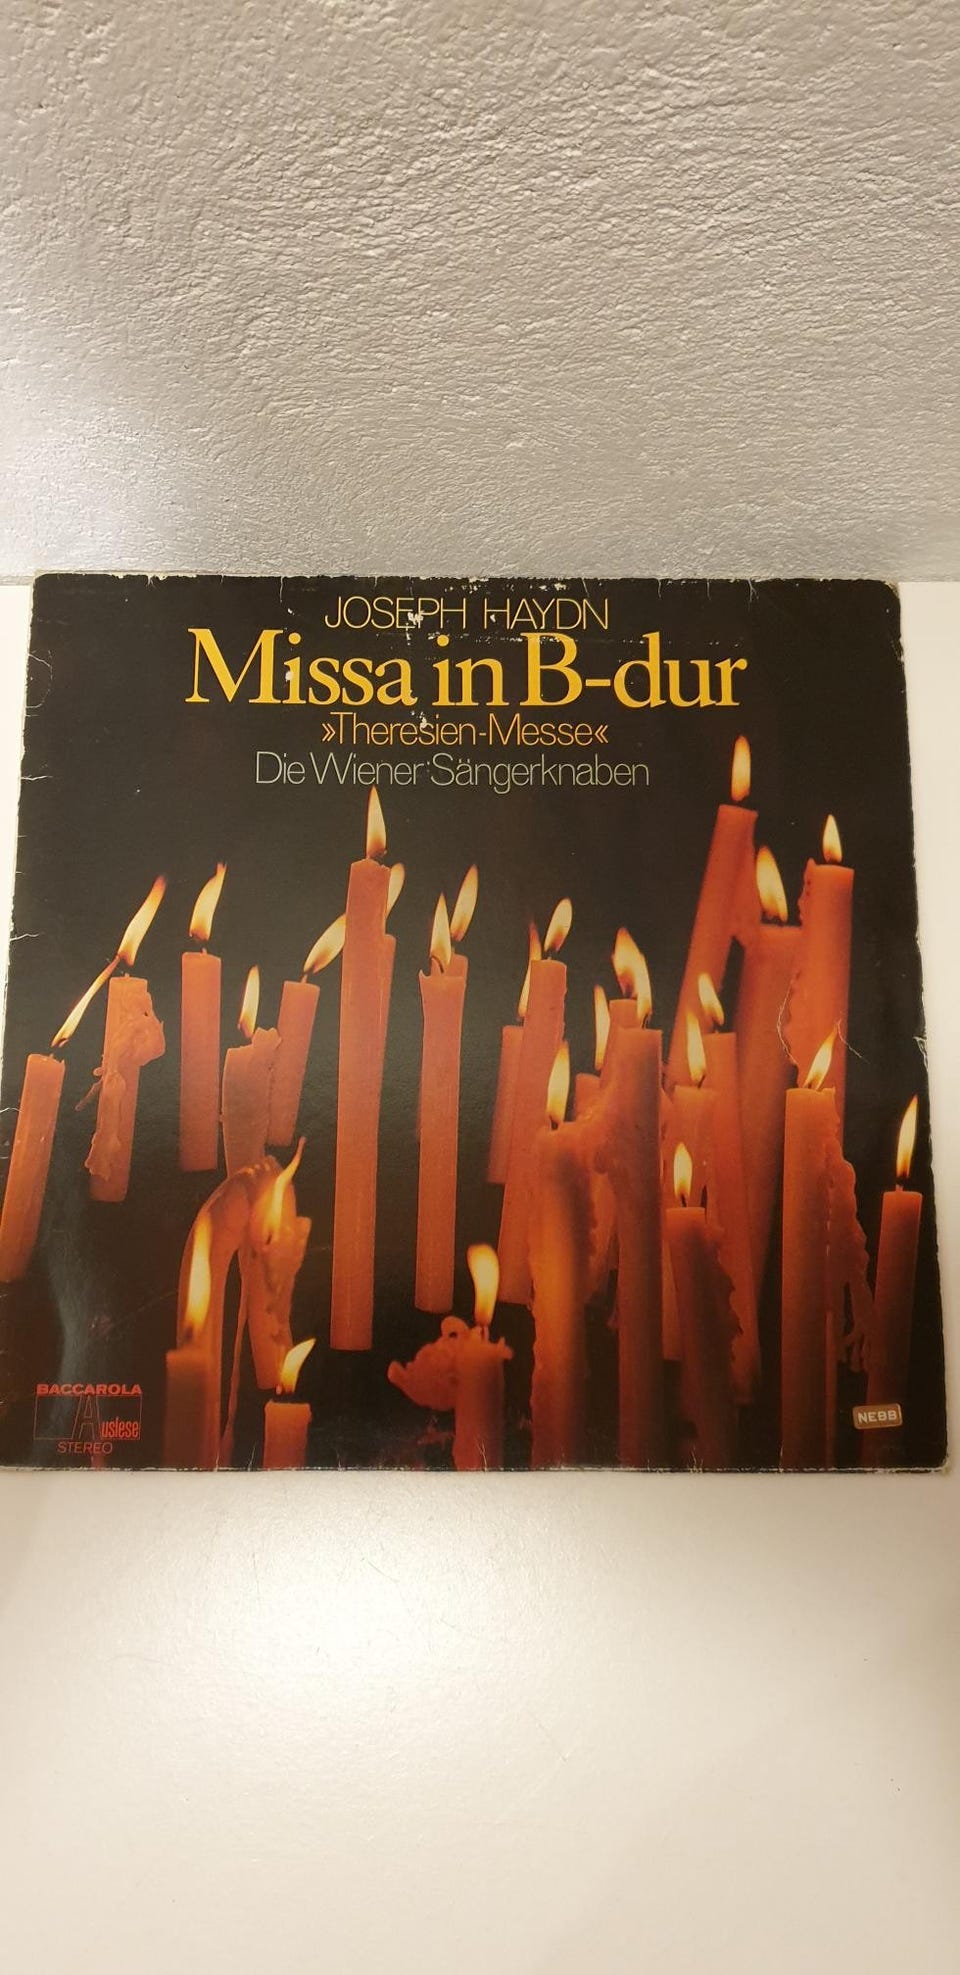 JOSEPH HAYDN
Missa in B-dur
»Theresien-Messe«
Die Wiener Sängerknaben
BACCAROLA
Auslese
STEREO
NEBB